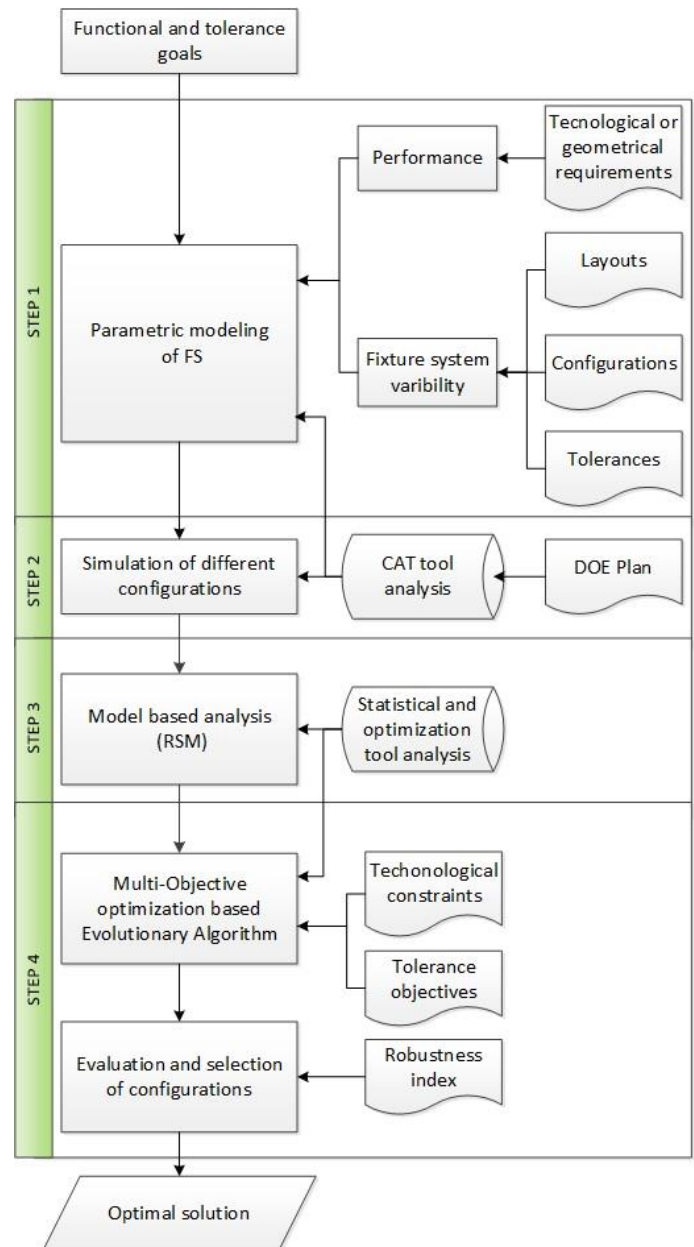 Functional and tolerance
goals
STEP 1
Performance
Tecnological or
geometrical
requirements
Layouts
Parametric modeling
of FS
Fixture system
varibility
Configurations
Tolerances
STEP 2
Simulation of different
configurations
CAT tool
analysis
DOE Plan
STEP 3
Model based analysis
(RSM)
Statistical and
optimization
tool analysis
STEP 4
Multi-Objective
optimization based
Evolutionary Algorithm
Techonological
constraints
Tolerance
objectives
Evaluation and selection
of configurations
Robustness
index
Optimal solution